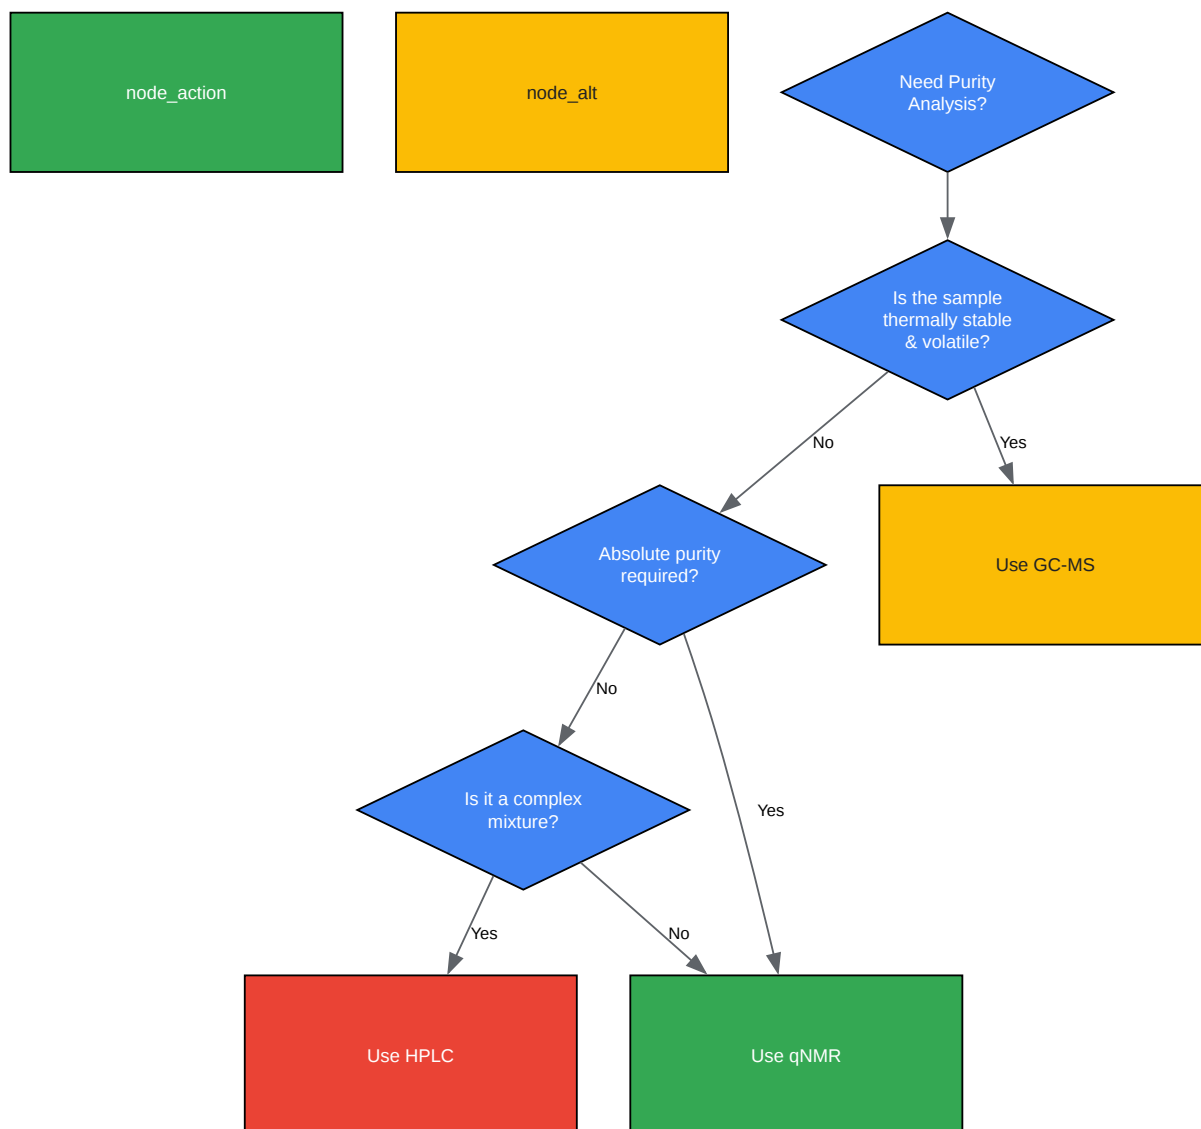 node_action
node_alt
Need Purity
Analysis?
Is the sample
thermally stable
& volatile?
No
Yes
Absolute purity
required?
Use GC-MS
No
Is it a complex
mixture?
Yes
Yes
No
Use HPLC
Use qNMR